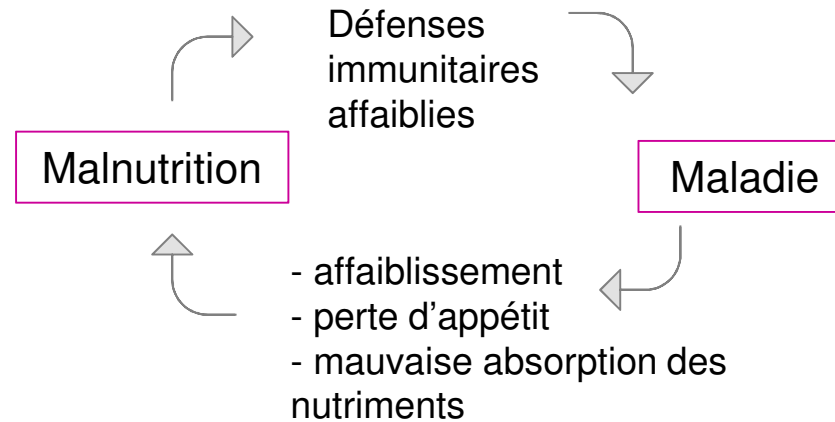 Défenses
immunitaires
affaiblies
Malnutrition
Maladie
- affaiblissement
- perte d’appétit
- mauvaise absorption des
nutriments